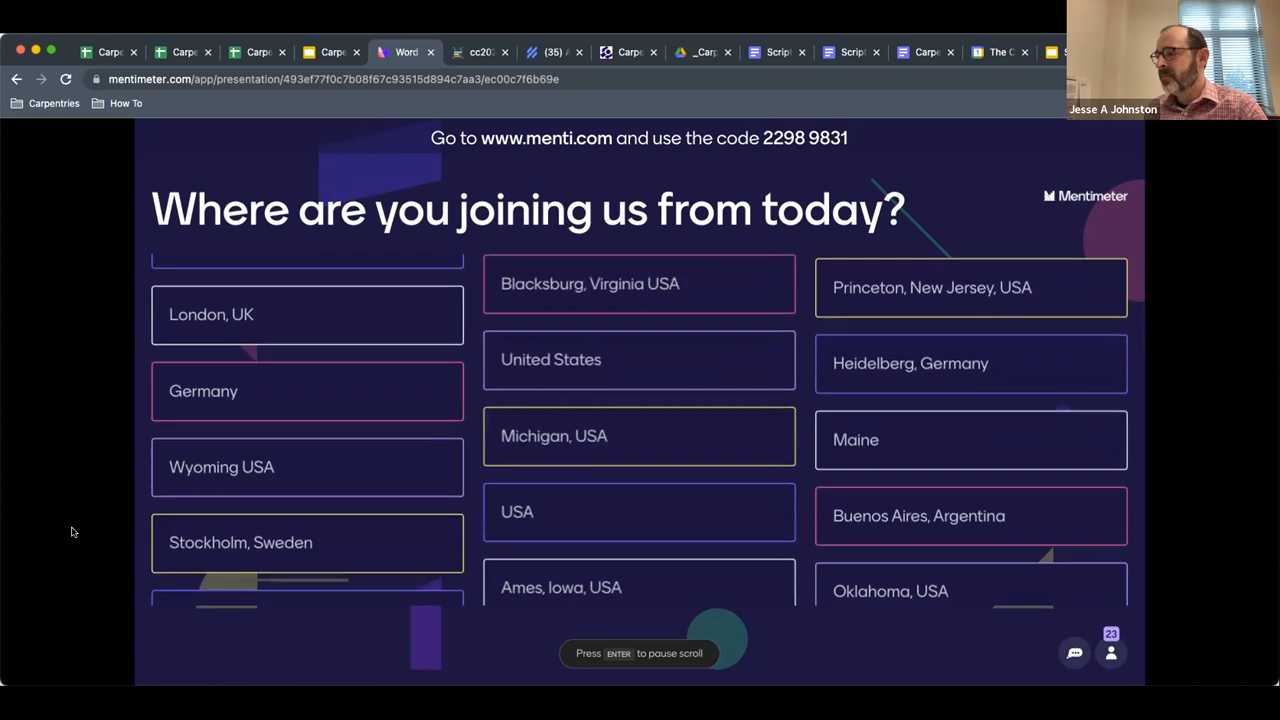 Carpe
Carpe
Carpe
Carpe
Word
cc202
(35)
Carpe
_Carp
Script
Script
Carpe
The C
mentimeter.com/app/presentation/493ef77f0c7b08f67c93515d894c7aa3/ec00c7f6b69e
Jesse A Johnston
Carpentries
How To
Go to www.menti.com and use the code 2298 9831
Where are you joining us from today?
Mentimeter
London, UK
Germany
Wyoming USA
Stockholm, Sweden
Blacksburg, Virginia USA
United States
Michigan, USA
USA
Ames, Iowa, USA
Princeton, New Jersey, USA
Heidelberg, Germany
Maine
Buenos Aires, Argentina
Oklahoma, USA
Press ENTER to pause scroll
23